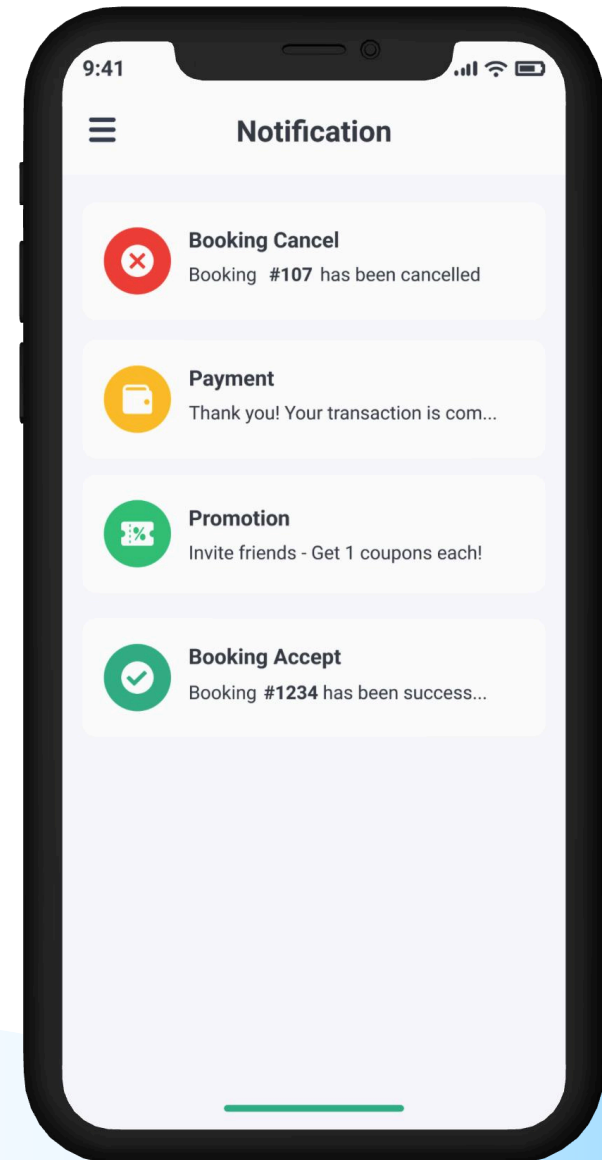 9:41
Notification
Booking Cancel
Booking #107 has been cancelled
Payment
Thank you! Your transaction is com...
Promotion
Invite friends - Get 1 coupons each!
Booking Accept
Booking #1234 has been success...